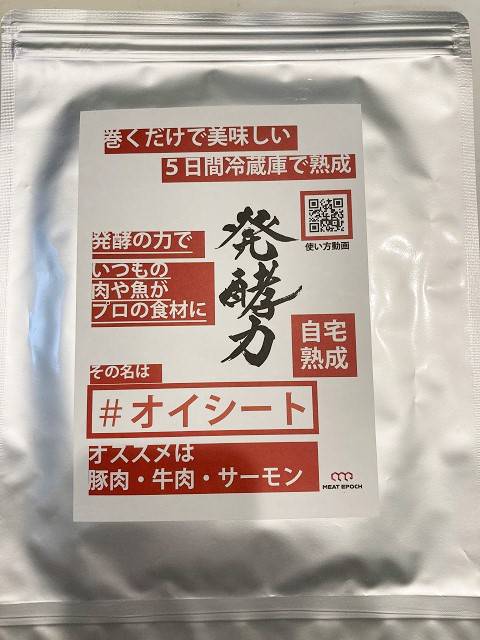 巻くだけで美味しい
５日間冷蔵庫で熟成
使い方動画
発酵力
発酵の力で
いつもの
肉や魚が
プロの食材に
自宅
熟成
その名は
＃オイシート
オススメは
豚肉・牛肉・サーモン
MEAT EPOCH